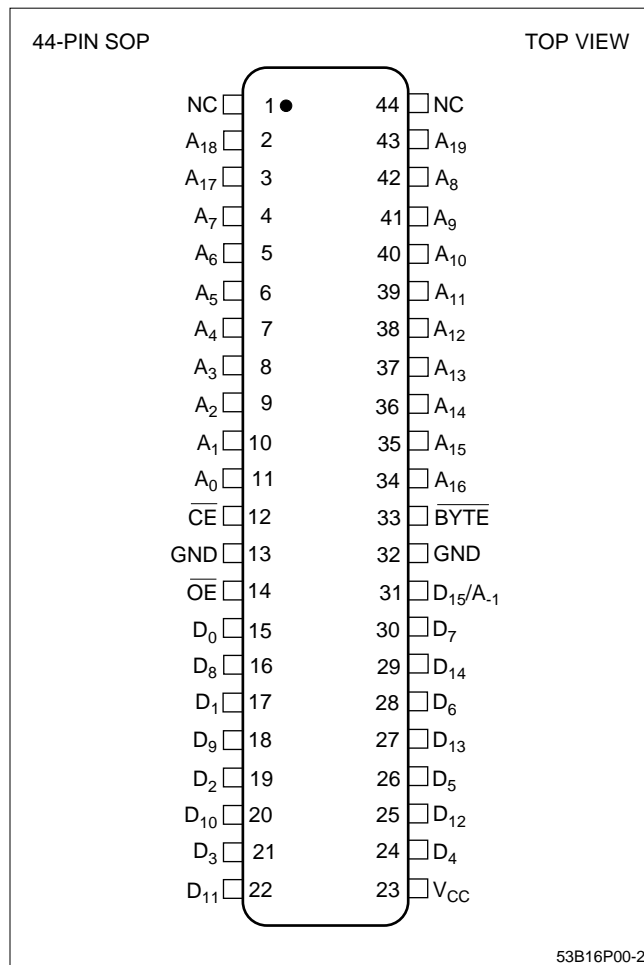 44-PIN SOP TOP VIEW
NC 1 44 NC
A18 2 43 A19
A17 3 42 A8
A7 4 41 A9
A6 5 40 A10
A5 6 39 A11
A4 7 38 A12
A3 8 37 A13
A2 9 36 A14
A1 10 35 A15
A0 11 34 A16
C̅E̅ 12 33 B̅Y̅T̅E̅
GND 13 32 GND
O̅E̅ 14 31 D15/A-1
D0 15 30 D7
D8 16 29 D14
D1 17 28 D6
D9 18 27 D13
D2 19 26 D5
D10 20 25 D12
D3 21 24 D4
D11 22 23 VCC
53B16P00-2